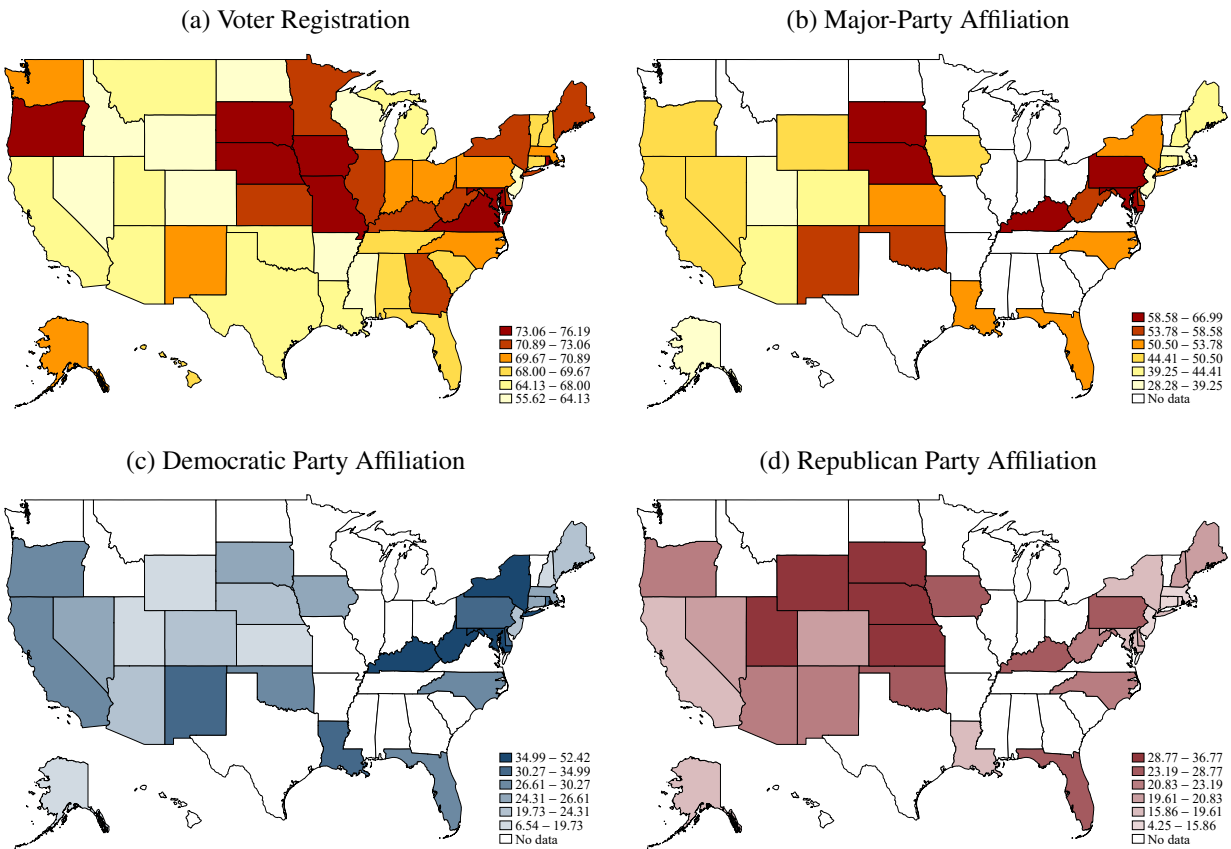 (a) Voter Registration
(b) Major-Party Affiliation
73.06 – 76.19
70.89 – 73.06
69.67 – 70.89
68.00 – 69.67
64.13 – 68.00
55.62 – 64.13
58.58 – 66.99
53.78 – 58.58
50.50 – 53.78
44.41 – 50.50
39.25 – 44.41
28.28 – 39.25
No data
(c) Democratic Party Affiliation
(d) Republican Party Affiliation
34.99 – 52.42
30.27 – 34.99
26.61 – 30.27
24.31 – 26.61
19.73 – 24.31
6.54 – 19.73
No data
28.77 – 36.77
23.19 – 28.77
20.83 – 23.19
19.61 – 20.83
15.86 – 19.61
4.25 – 15.86
No data